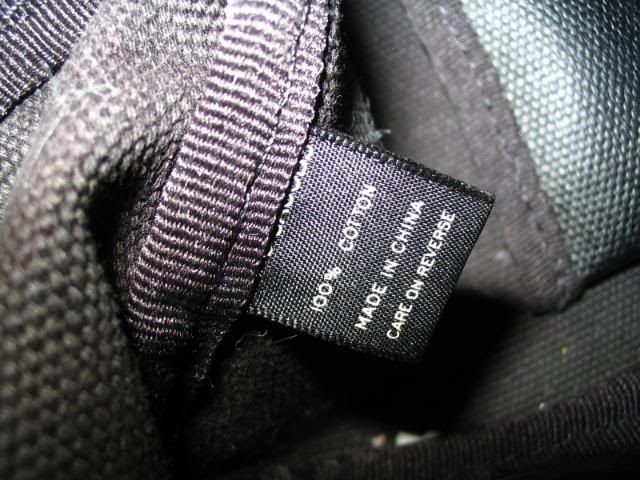 100% COTTON
MADE IN CHINA
CARE ON REVERSE